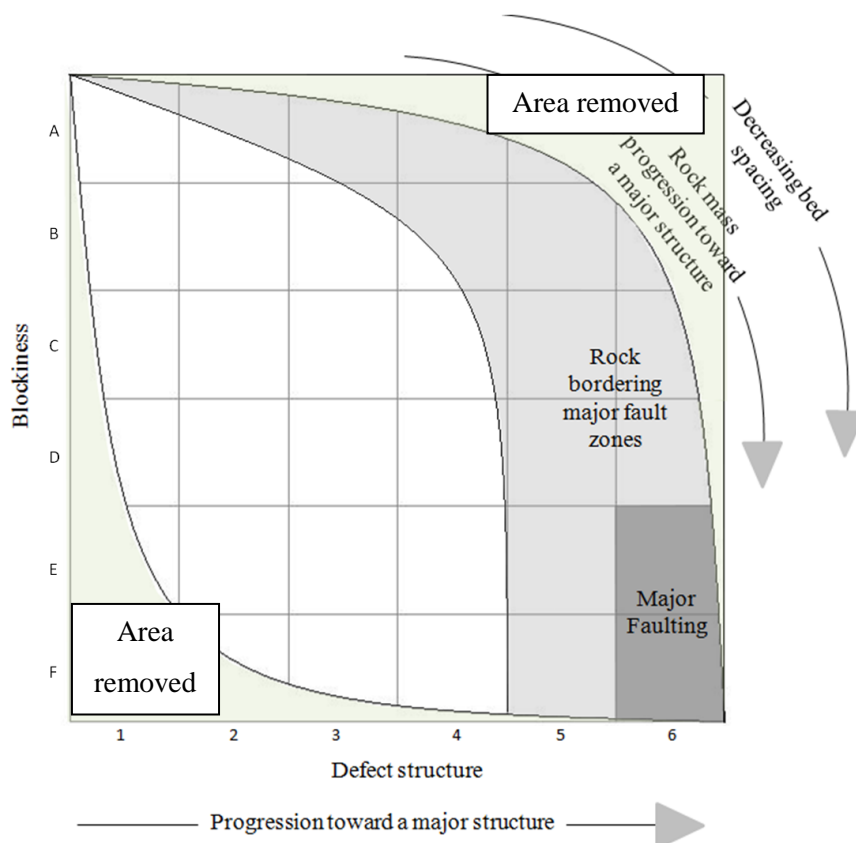 Area removed
Decreasing bed
spacing
Rock mass
progression toward
a major structure
A
B
C
D
E
F
Blockiness
Rock
bordering
major fault
zones
Major
Faulting
Area
removed
1 2 3 4 5 6
Defect structure
Progression toward a major structure